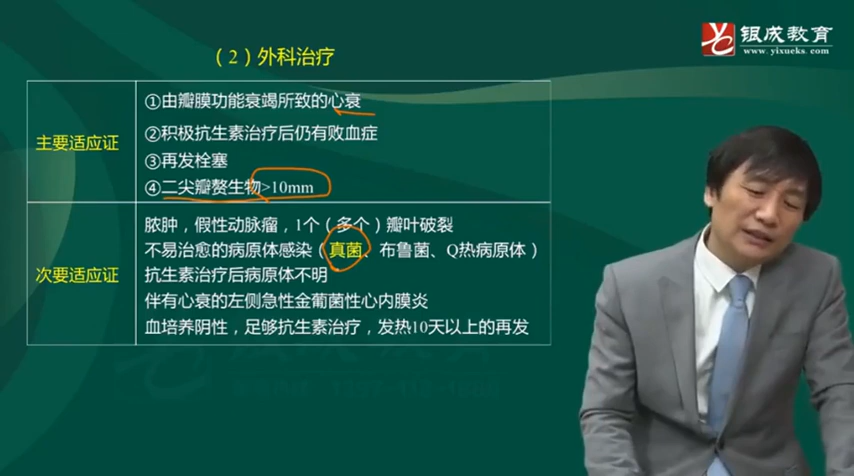 银成教育
www.yixueks.com
（2）外科治疗
主要适应证
①由瓣膜功能衰竭所致的心衰
②积极抗生素治疗后仍有败血症
③再发栓塞
④二尖瓣赘生物>10mm
次要适应证
脓肿，假性动脉瘤，1个（多个）瓣叶破裂
不易治愈的病原体感染（真菌、布鲁菌、Q热病原体）
抗生素治疗后病原体不明
伴有心衰的左侧急性金葡菌性心内膜炎
血培养阴性，足够抗生素治疗，发热10天以上的再发
银成教育